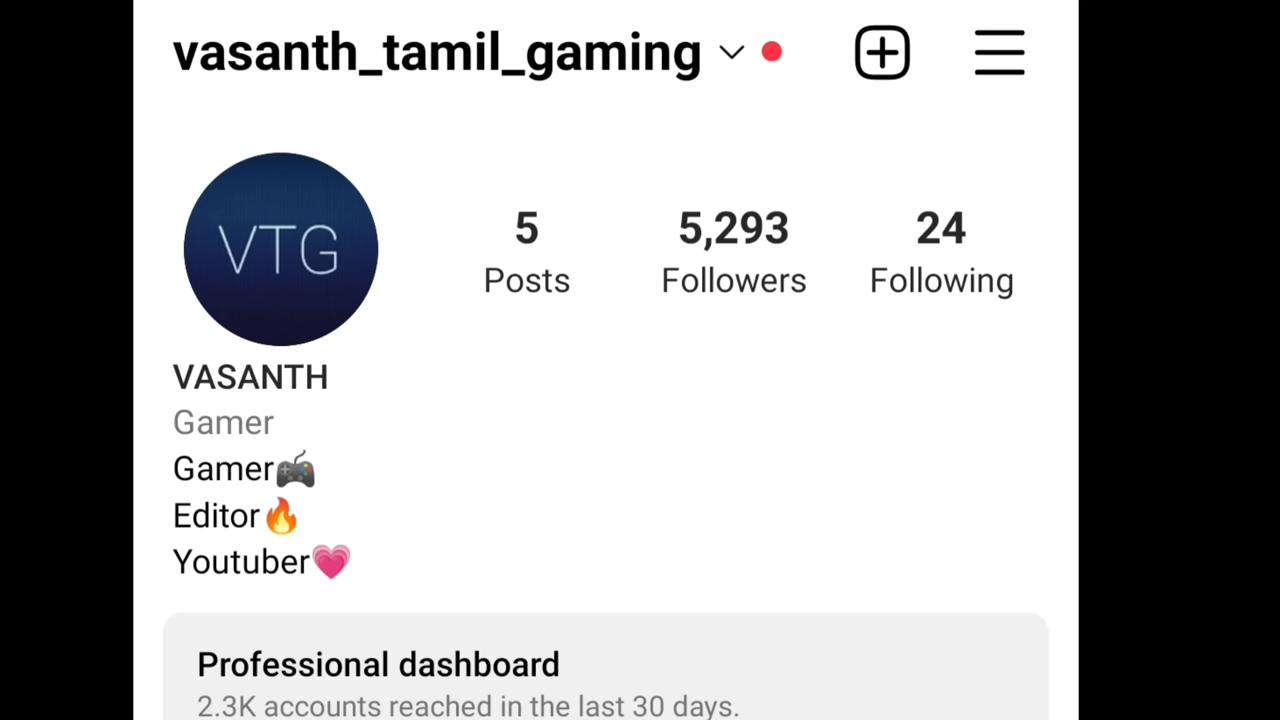 vasanth_tamil_gaming
VTG
5 5,293 24
Posts Followers Following
VASANTH
Gamer
Gamer🎮
Editor🔥
Youtuber💗
Professional dashboard
2.3K accounts reached in the last 30 days.